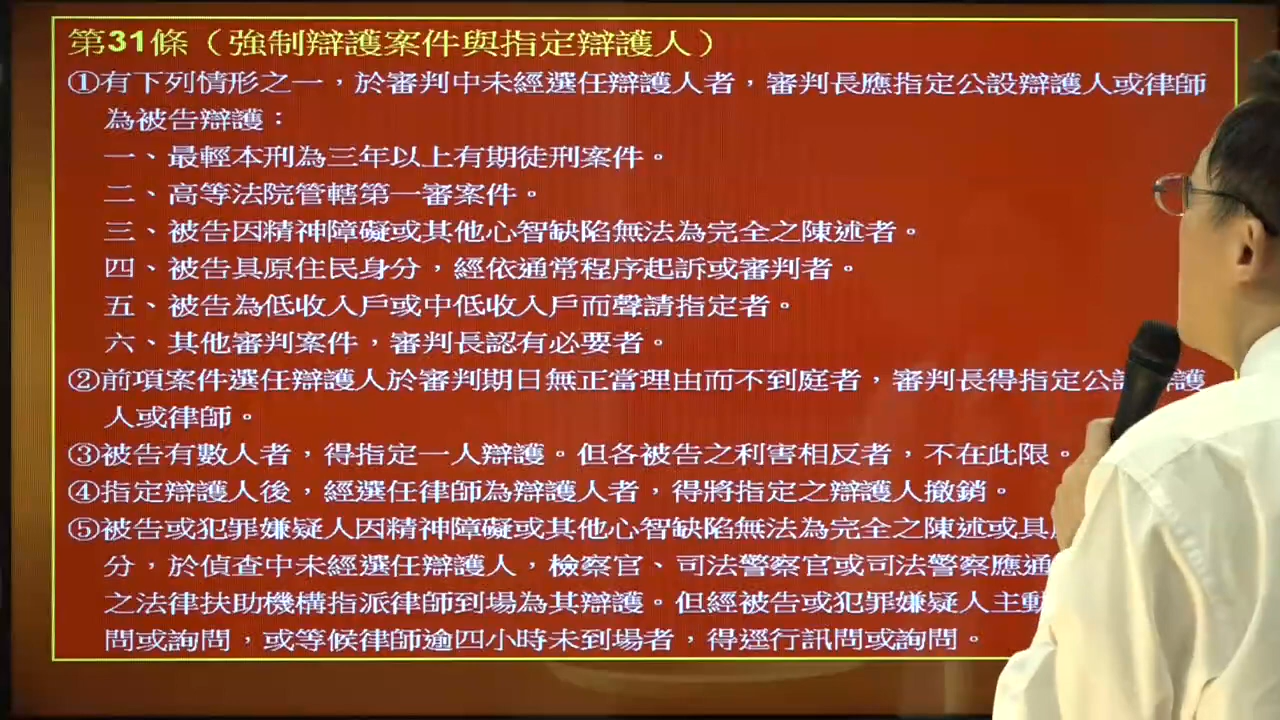 第31條（強制辯護案件與指定辯護人）
①有下列情形之一，於審判中未經選任辯護人者，審判長應指定公設辯護人或律師
為被告辯護：
一、最輕本刑為三年以上有期徒刑案件。
二、高等法院管轄第一審案件。
三、被告因精神障礙或其他心智缺陷無法為完全之陳述者。
四、被告具原住民身分，經依通常程序起訴或審判者。
五、被告為低收入戶或中低收入戶而聲請指定者。
六、其他審判案件，審判長認有必要者。
②前項案件選任辯護人於審判期日無正當理由而不到庭者，審判長得指定公 護
人或律師。
③被告有數人者，得指定一人辯護。但各被告之利害相反者，不在此限。
④指定辯護人後，經選任律師為辯護人者，得將指定之辯護人撤銷。
⑤被告或犯罪嫌疑人因精神障礙或其他心智缺陷無法為完全之陳述或具
分，於偵查中未經選任辯護人，檢察官、司法警察官或司法警察應通
之法律扶助機構指派律師到場為其辯護。但經被告或犯罪嫌疑人主動
問或詢問，或等候律師逾四小時未到場者，得逕行訊問或詢問。